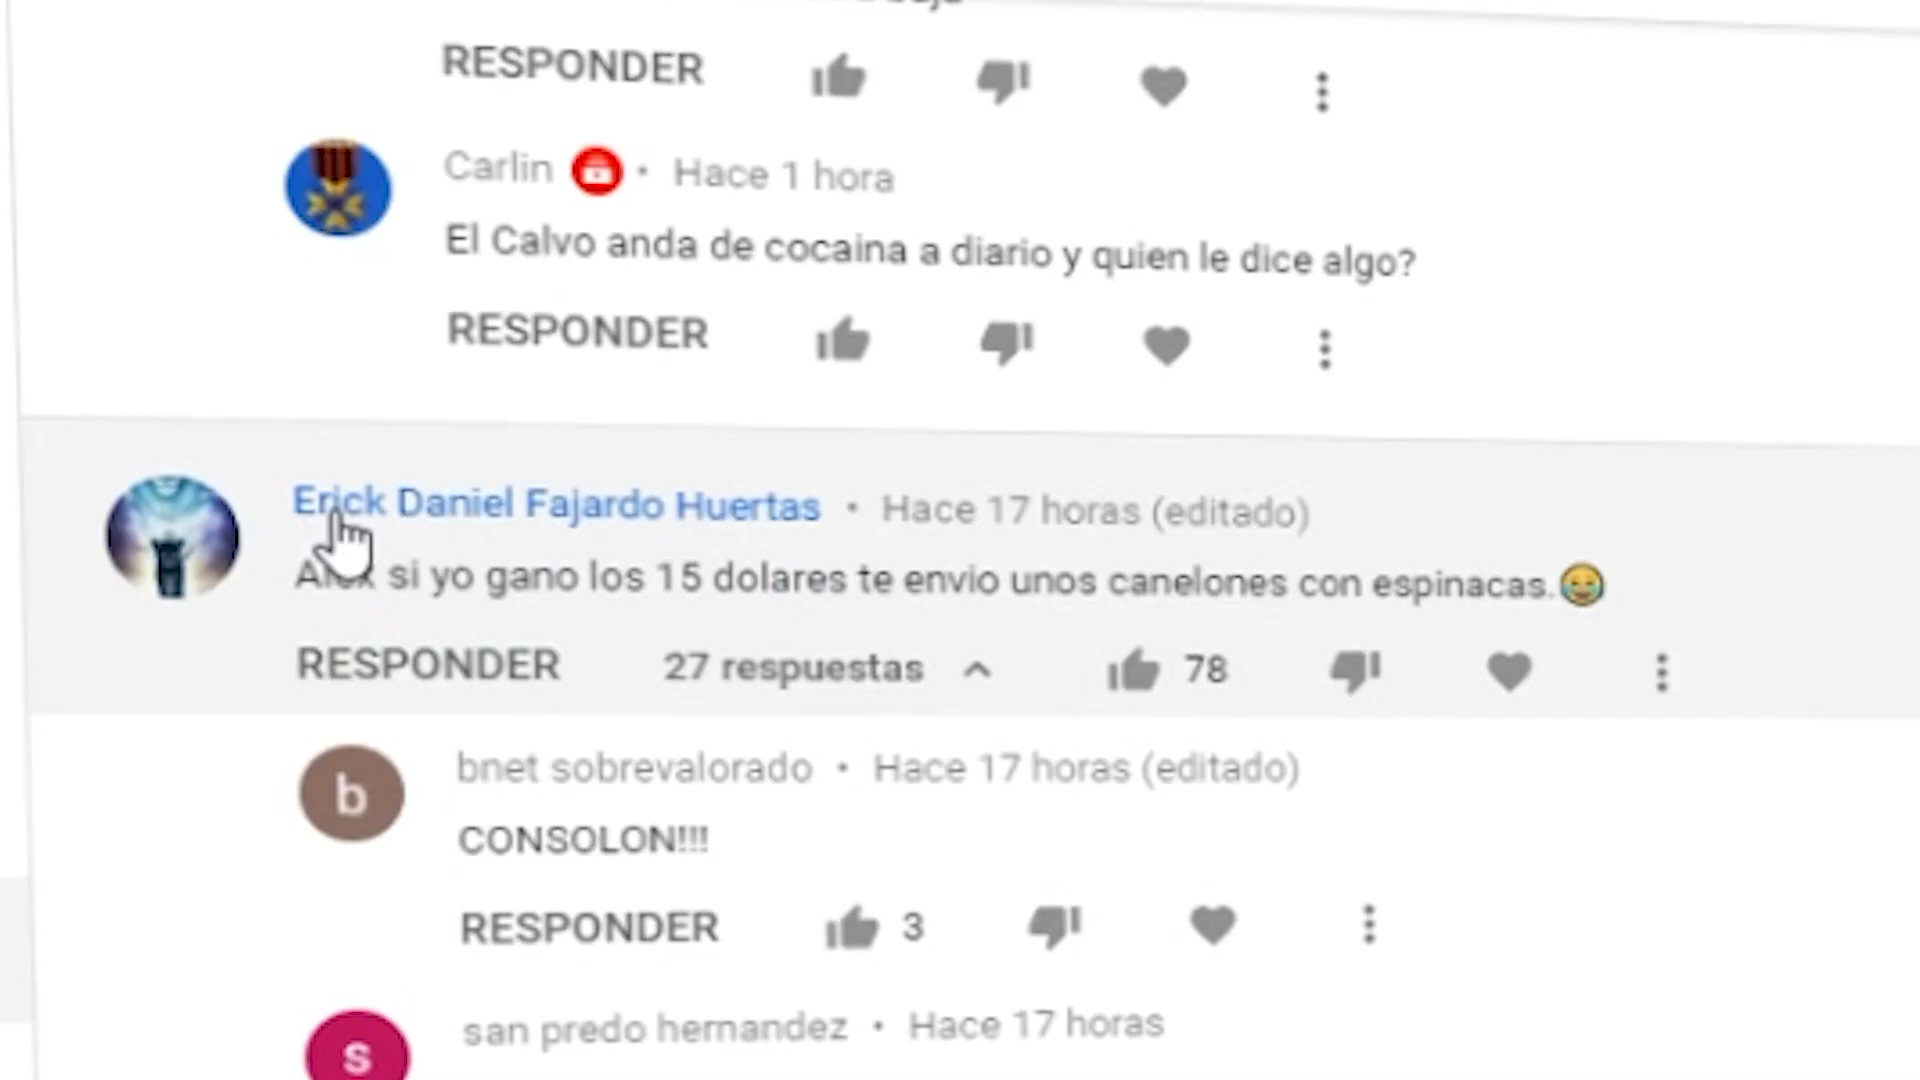 RESPONDER
Carlin • Hace 1 hora
El Calvo anda de cocaina a diario y quien le dice algo?
RESPONDER
Erick Daniel Fajardo Huertas • Hace 17 horas (editado)
Alex si yo gano los 15 dolares te envio unos canelones con espinacas.😂
RESPONDER 27 respuestas 78
b
bnet sobrevalorado • Hace 17 horas (editado)
CONSOLON!!!
RESPONDER 3
s
san predo hernandez • Hace 17 horas